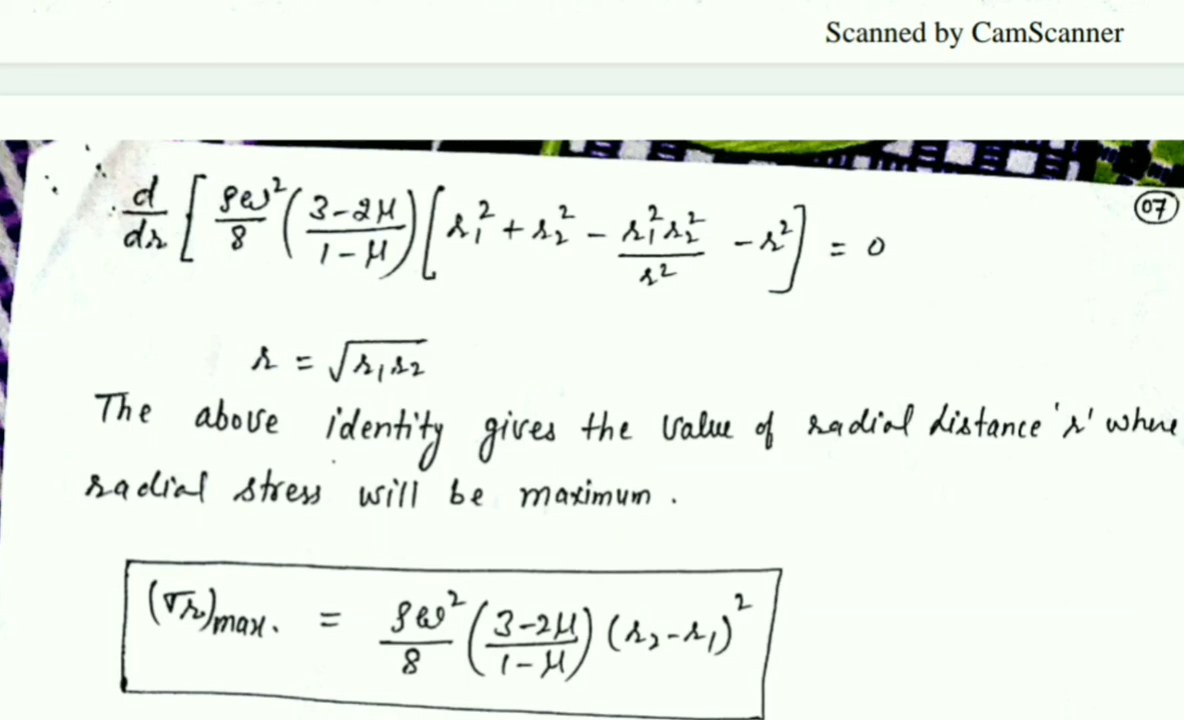 Scanned by CamScanner
07
∴ d/dr [ ρω²/8 ( 3-2μ / 1-μ ) [ r₁² + r₂² - r₁²r₂² / r² - r² ] = 0
r = √r₁r₂
The above identity gives the value of radial distance 'r' where
radial stress will be maximum .
(σr)max. = ρω²/8 ( 3-2μ / 1-μ ) (r₂-r₁)²